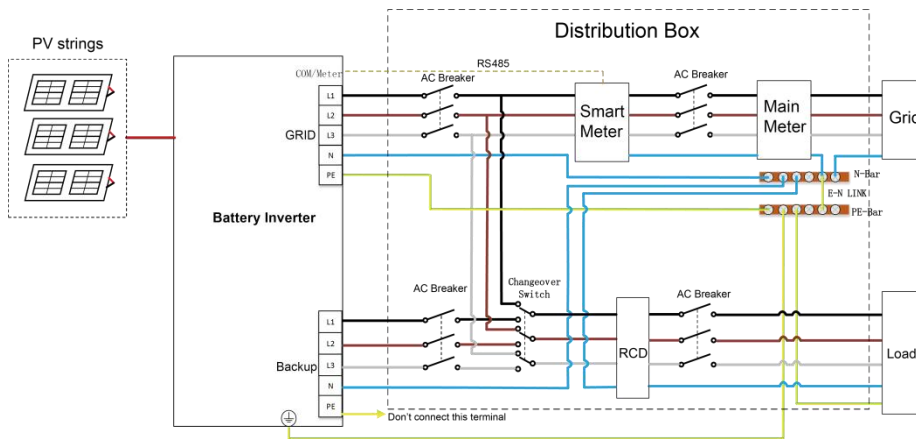 Distribution Box
PV strings
COM/Meter
RS485
AC Breaker
AC Breaker
L1
L2
L3
N
PE
GRID
Smart
Meter
Main
Meter
Grid
N-Bar
E-N LINK
PE-Bar
Battery Inverter
AC Breaker
Changeover
Switch
AC Breaker
L1
L2
L3
N
PE
Backup
RCD
Load
Don't connect this terminal